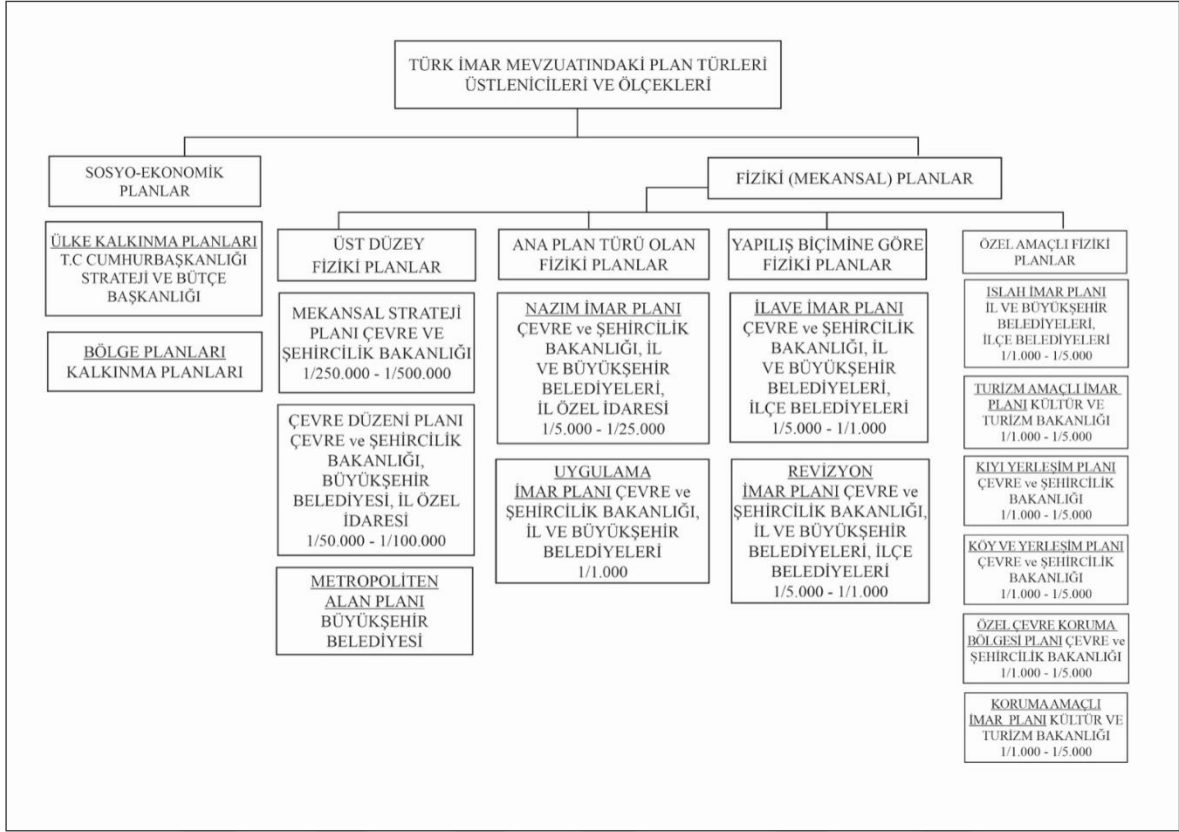 TÜRK İMAR MEVZUATINDAKİ PLAN TÜRLERİ
ÜSTLENİCİLERİ VE ÖLÇEKLERİ
SOSYO-EKONOMİK
PLANLAR
FİZİKİ (MEKANSAL) PLANLAR
ÜLKE KALKINMA PLANLARI
T.C CUMHURBAŞKANLIĞI
STRATEJİ VE BÜTÇE
BAŞKANLIĞI
BÖLGE PLANLARI
KALKINMA PLANLARI
ÜST DÜZEY
FİZİKİ PLANLAR
MEKANSAL STRATEJİ
PLANI ÇEVRE VE
ŞEHİRCİLİK BAKANLIĞI
1/250.000 - 1/500.000
ÇEVRE DÜZENİ PLANI
ÇEVRE ve ŞEHİRCİLİK
BAKANLIĞI,
BÜYÜKŞEHİR
BELEDİYESİ, İL ÖZEL
İDARESİ
1/50.000 - 1/100.000
METROPOLİTEN
ALAN PLANI
BÜYÜKŞEHİR
BELEDİYESİ
ANA PLAN TÜRÜ OLAN
FİZİKİ PLANLAR
NAZIM İMAR PLANI
ÇEVRE ve ŞEHİRCİLİK
BAKANLIĞI, İL
VE BÜYÜKŞEHİR
BELEDİYELERİ,
İL ÖZEL İDARESİ
1/5.000 - 1/25.000
UYGULAMA
İMAR PLANI ÇEVRE ve
ŞEHİRCİLİK BAKANLIĞI,
İL VE BÜYÜKŞEHİR
BELEDİYELERİ
1/1.000
YAPILIŞ BİÇİMİNE GÖRE
FİZİKİ PLANLAR
İLAVE İMAR PLANI
ÇEVRE ve ŞEHİRCİLİK
BAKANLIĞI, İL
VE BÜYÜKŞEHİR
BELEDİYELERİ,
İLÇE BELEDİYELERİ
1/5.000 - 1/1.000
REVİZYON
İMAR PLANI ÇEVRE ve
ŞEHİRCİLİK BAKANLIĞI,
İL VE BÜYÜKŞEHİR
BELEDİYELERİ, İLÇE
BELEDİYELERİ
1/5.000 - 1/1.000
ÖZEL AMAÇLI FİZİKİ
PLANLAR
ISLAH İMAR PLANI
İL VE BÜYÜKŞEHİR
BELEDİYELERİ,
İLÇE BELEDİYELERİ
1/1.000 - 1/5.000
TURİZM AMAÇLI İMAR
PLANI KÜLTÜR VE
TURİZM BAKANLIĞI
1/1.000 - 1/5.000
KIYI YERLEŞİM PLANI
ÇEVRE ve ŞEHİRCİLİK
BAKANLIĞI
1/1.000 - 1/5.000
KÖY VE YERLEŞİM PLANI
ÇEVRE ve ŞEHİRCİLİK
BAKANLIĞI
1/1.000 - 1/5.000
ÖZEL ÇEVRE KORUMA
BÖLGESİ PLANI ÇEVRE ve
ŞEHİRCİLİK BAKANLIĞI
1/1.000 - 1/5.000
KORUMA AMAÇLI
İMAR PLANI KÜLTÜR VE
TURİZM BAKANLIĞI
1/1.000 - 1/5.000